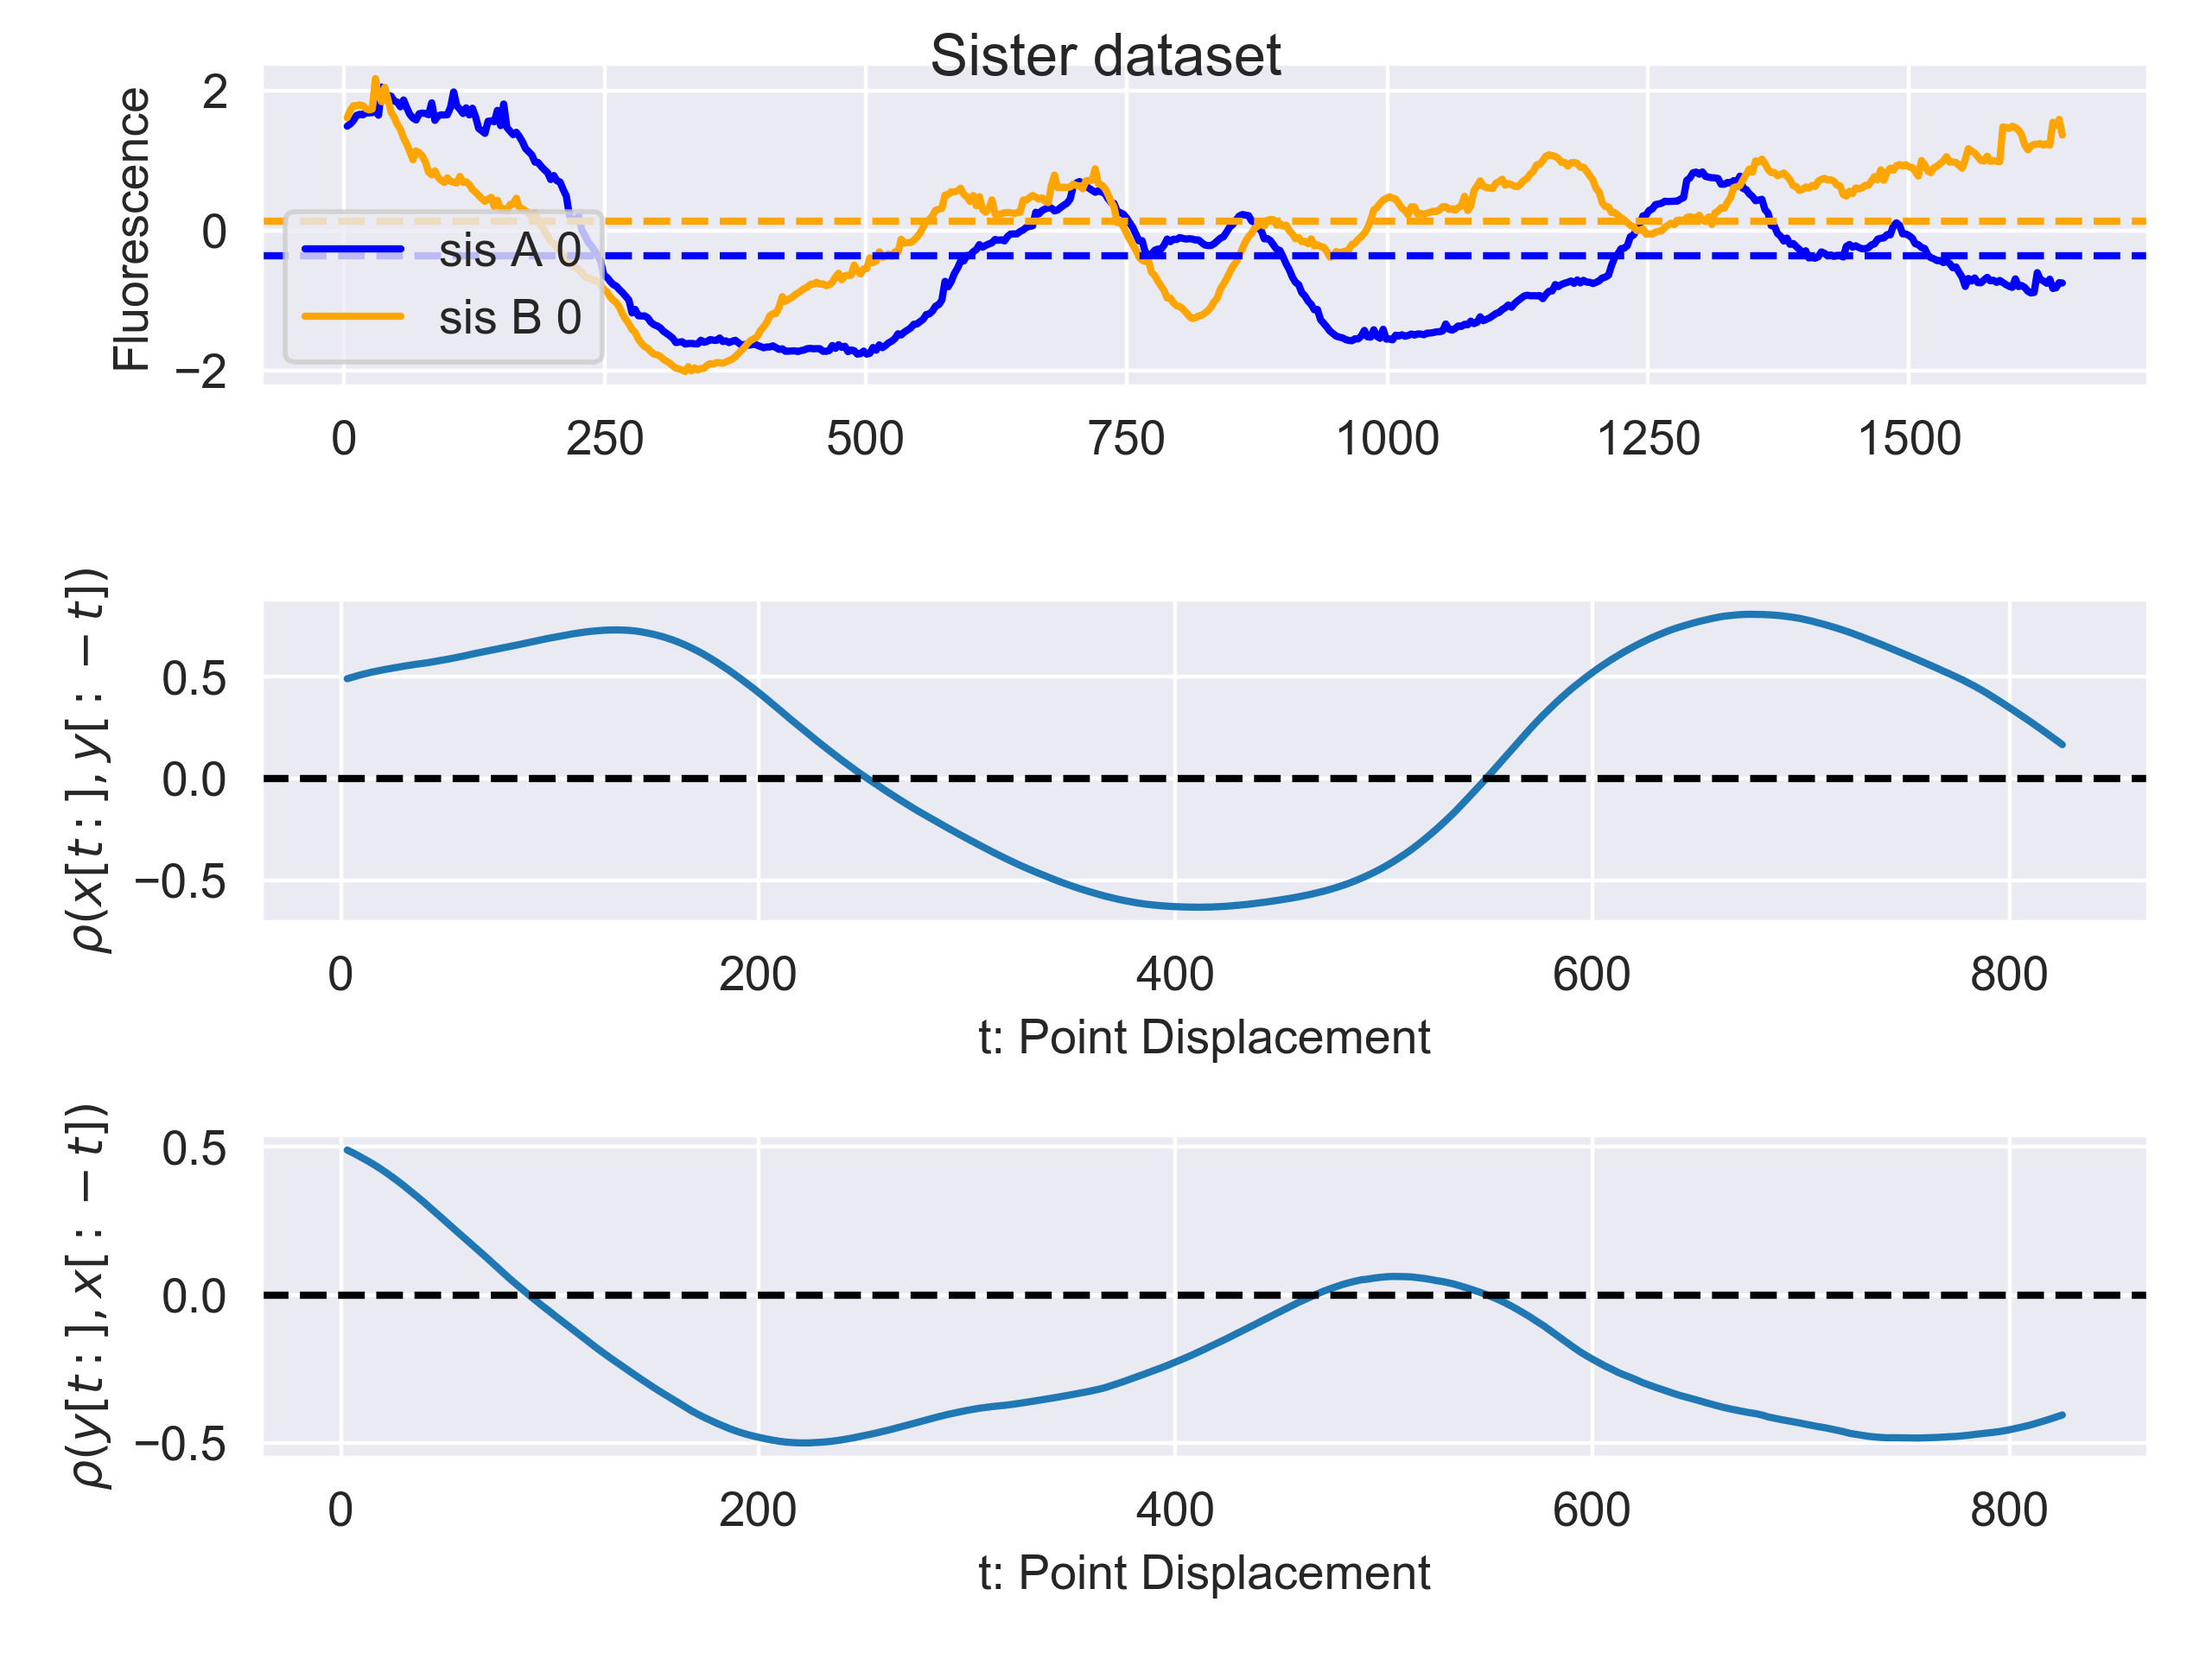 Sister dataset
Fluorescence
2
0
−2
sis A 0
sis B 0
0 250 500 750 1000 1250 1500
ρ(x[t:], y[: −t])
0.5
0.0
−0.5
0 200 400 600 800
t: Point Displacement
ρ(y[t:], x[: −t])
0.5
0.0
−0.5
0 200 400 600 800
t: Point Displacement